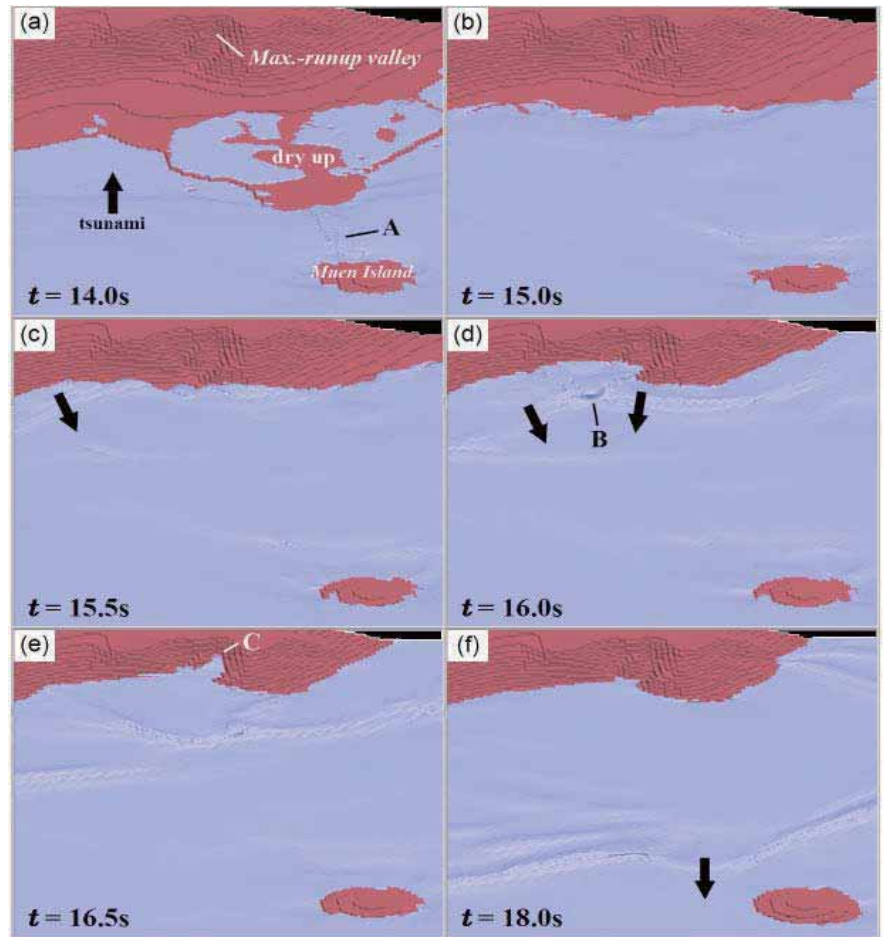 (a)
Max.-runup valley
dry up
tsunami
A
Muen Island
t = 14.0s
(b)
t = 15.0s
(c)
t = 15.5s
(d)
B
t = 16.0s
(e)
C
t = 16.5s
(f)
t = 18.0s